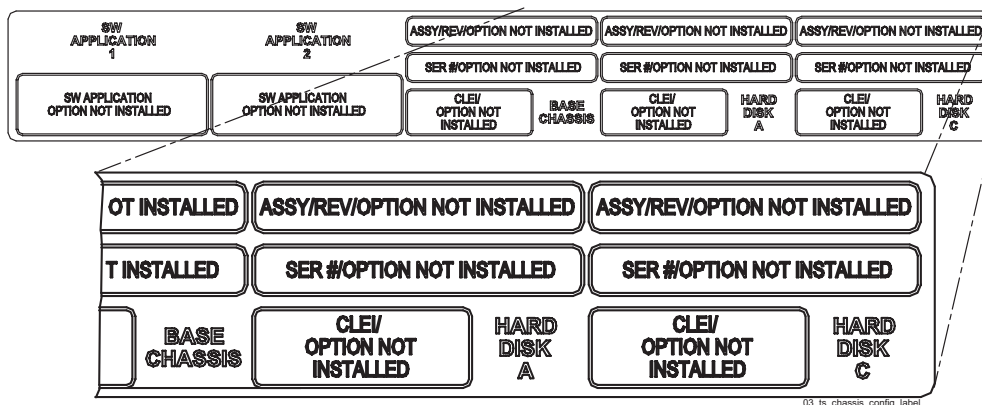 SW
APPLICATION
1
SW
APPLICATION
2
ASSY/REV/OPTION NOT INSTALLED
ASSY/REV/OPTION NOT INSTALLED
ASSY/REV/OPTION NOT INSTALLED
SER #/OPTION NOT INSTALLED
SER #/OPTION NOT INSTALLED
SER #/OPTION NOT INSTALLED
SW APPLICATION
OPTION NOT INSTALLED
SW APPLICATION
OPTION NOT INSTALLED
CLEI/
OPTION NOT
INSTALLED
BASE
CHASSIS
CLEI/
OPTION NOT
INSTALLED
HARD
DISK
A
CLEI/
OPTION NOT
INSTALLED
HARD
DISK
C
OT INSTALLED
ASSY/REV/OPTION NOT INSTALLED
ASSY/REV/OPTION NOT INSTALLED
T INSTALLED
SER #/OPTION NOT INSTALLED
SER #/OPTION NOT INSTALLED
BASE
CHASSIS
CLEI/
OPTION NOT
INSTALLED
HARD
DISK
A
CLEI/
OPTION NOT
INSTALLED
HARD
DISK
C
03_ts_chassis_config_label